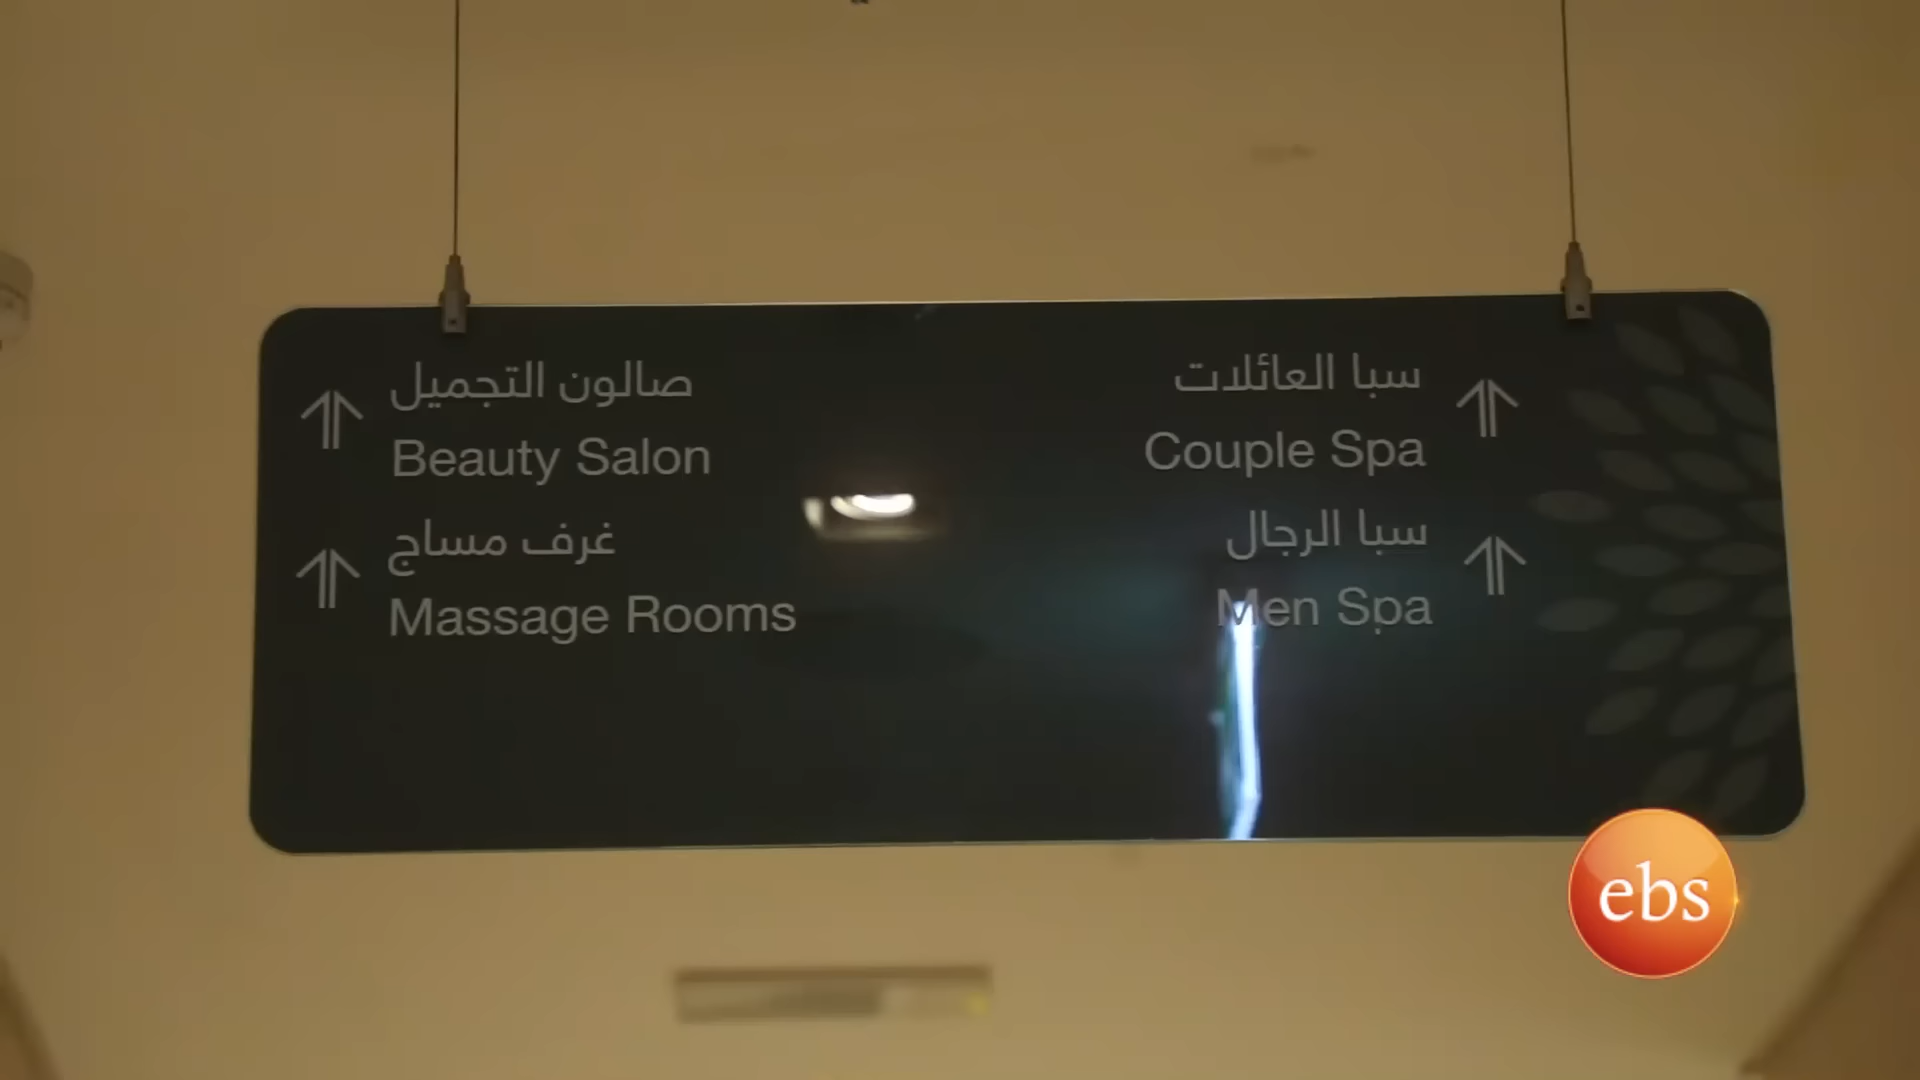 صالون التجميل
Beauty Salon
غرف مساج
Massage Rooms
سبا العائلات
Couple Spa
سبا الرجال
Men Spa
ebs